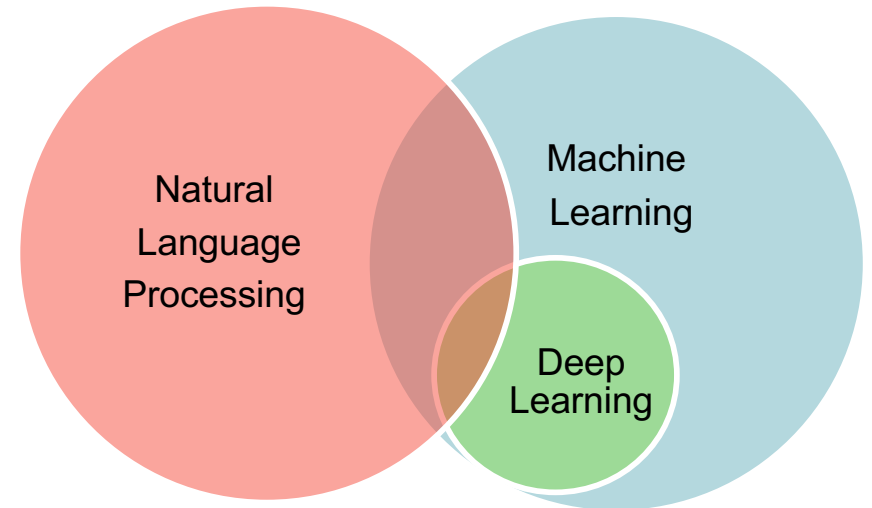 Natural
Language
Processing
Machine
Learning
Deep
Learning